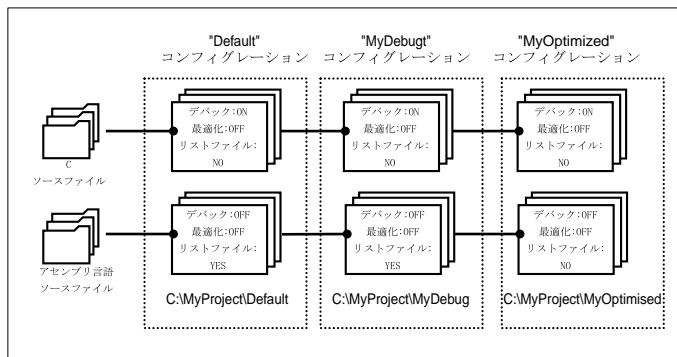 "Default"
コンフィグレーション
"MyDebugt"
コンフィグレーション
"MyOptimized"
コンフィグレーション
C
ソースファイル
デバック:ON
最適化:OFF
リストファイル:
NO
デバック:ON
最適化:OFF
リストファイル:
NO
デバック:ON
最適化:OFF
リストファイル:
NO
アセンブリ言語
ソースファイル
デバック:OFF
最適化:OFF
リストファイル:
YES
デバック:OFF
最適化:OFF
リストファイル:
YES
デバック:OFF
最適化:OFF
リストファイル:
NO
C:\MyProject\Default
C:\MyProject\MyDebug
C:\MyProject\MyOptimised